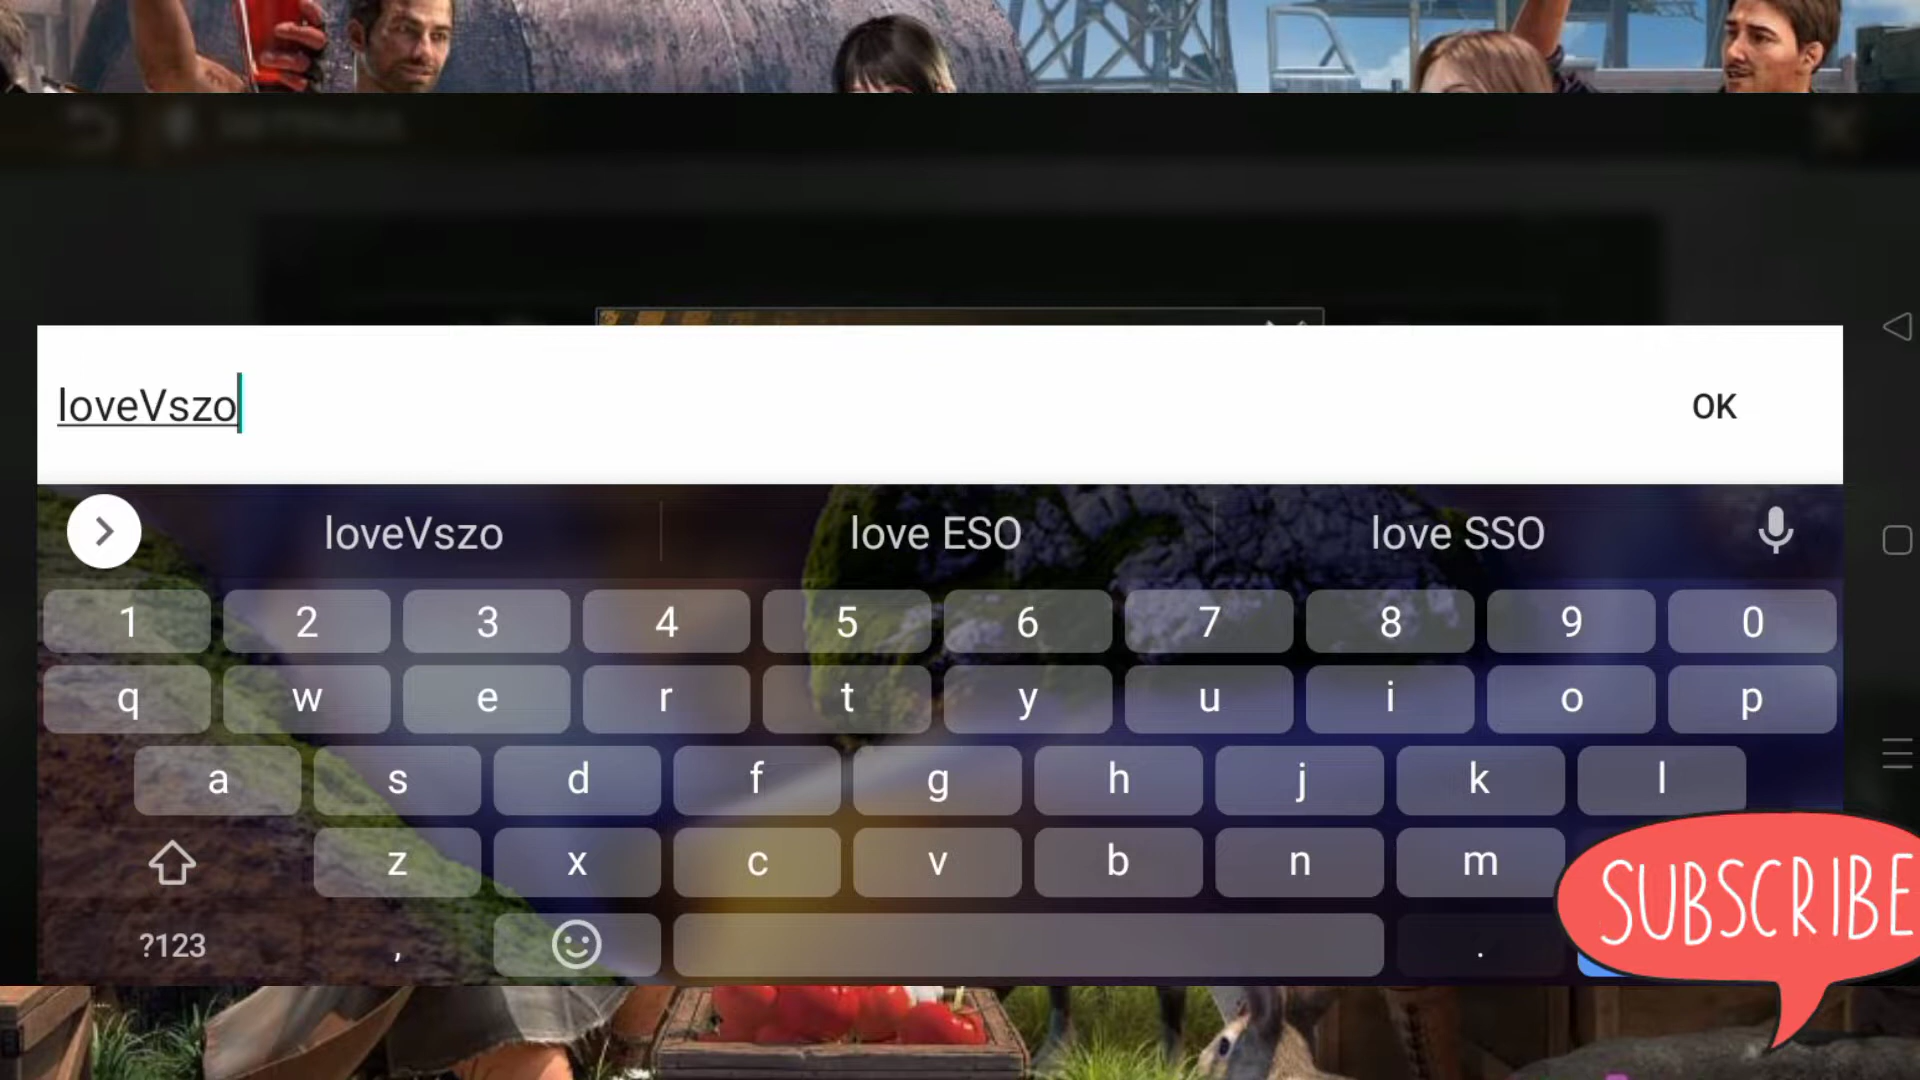 SETTINGS
loveVszo
OK
loveVszo
love ESO
love SSO
1 2 3 4 5 6 7 8 9 0
q w e r t y u i o p
a s d f g h j k l
z x c v b n m
?123 , .
SUBSCRIBE